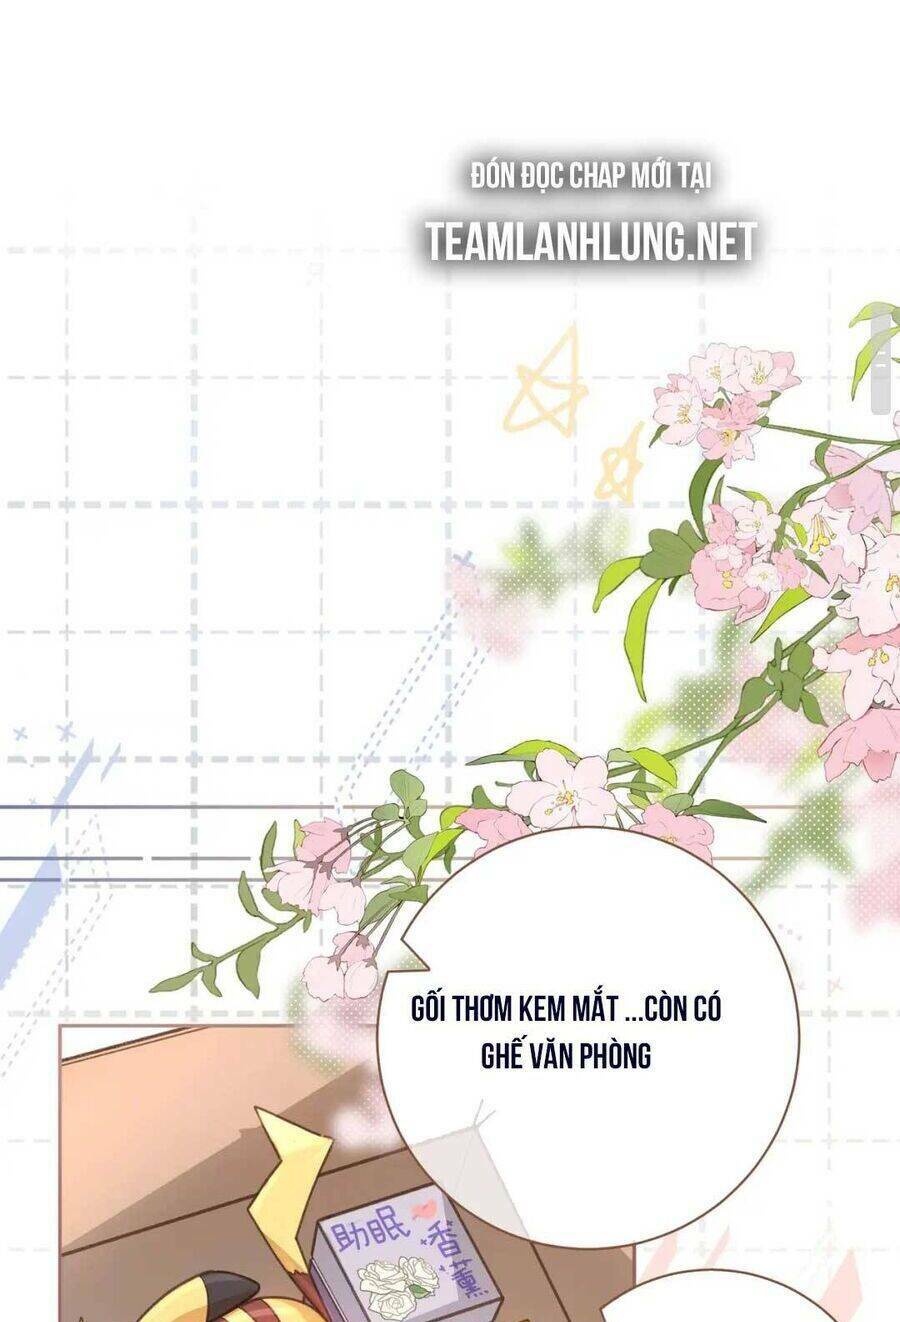 ĐÓN ĐỌC CHAP MỚI TẠI
TEAMLANHLUNG.NET
GỐI THƠM KEM MẮT ...CÒN CÓ
GHẾ VĂN PHÒNG
助眠
香薰